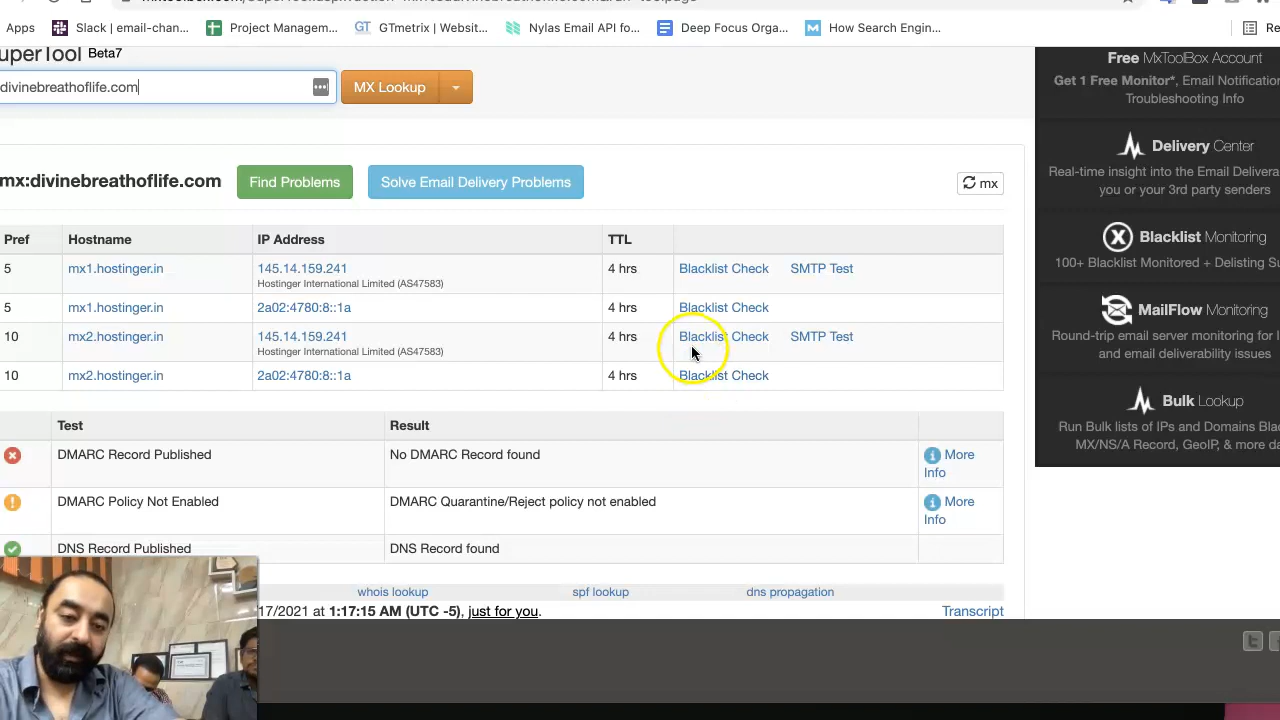 Apps
Slack | email-chan...
Project Managem...
GTmetrix | Website...
Nylas Email API fo...
Deep Focus Orga...
How Search Engin...
Beta7
divinebreathoflife.com
MX Lookup
mx:divinebreathoflife.com
Find Problems
Solve Email Delivery Problems
mx
Pref Hostname IP Address TTL
5 mx1.hostinger.in 145.14.159.241 4 hrs Blacklist Check SMTP Test
Hostinger International Limited (AS47583)
5 mx1.hostinger.in 2a02:4780:8::1a 4 hrs Blacklist Check
10 mx2.hostinger.in 145.14.159.241 4 hrs Blacklist Check SMTP Test
Hostinger International Limited (AS47583)
10 mx2.hostinger.in 2a02:4780:8::1a 4 hrs Blacklist Check
Test Result
DMARC Record Published No DMARC Record found More
Info
DMARC Policy Not Enabled DMARC Quarantine/Reject policy not enabled More
Info
DNS Record Published DNS Record found
whois lookup spf lookup dns propagation
17/2021 at 1:17:15 AM (UTC -5), just for you. Transcript
Free MxToolBox Account
Get 1 Free Monitor*, Email Notification
Troubleshooting Info
Delivery Center
Real-time insight into the Email Delivera
you or your 3rd party senders
Blacklist Monitoring
100+ Blacklist Monitored + Delisting Su
MailFlow Monitoring
Round-trip email server monitoring for
and email deliverability issues
Bulk Lookup
Run Bulk lists of IPs and Domains Blac
MX/NS/A Record, GeoIP, & more da